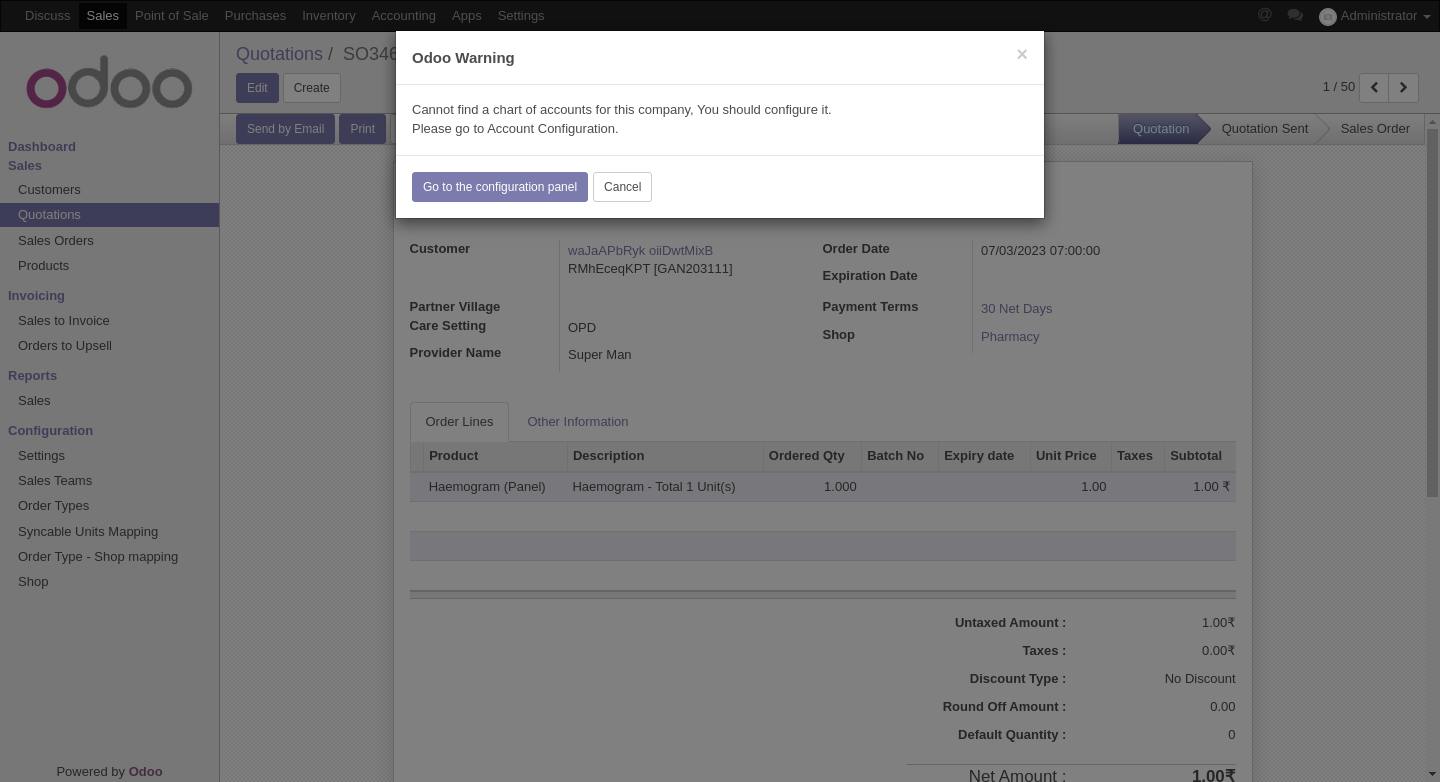 Discuss Sales Point of Sale Purchases Inventory Accounting Apps Settings @ Administrator
odoo
Quotations / SO346
Edit Create
1 / 50
Send by Email Print
Quotation Quotation Sent Sales Order
Odoo Warning ×
Cannot find a chart of accounts for this company, You should configure it.
Please go to Account Configuration.
Go to the configuration panel Cancel
Dashboard
Sales
Customers
Quotations
Sales Orders
Products
Invoicing
Sales to Invoice
Orders to Upsell
Reports
Sales
Configuration
Settings
Sales Teams
Order Types
Syncable Units Mapping
Order Type - Shop mapping
Shop
Powered by Odoo
Customer waJaAPbRyk oiiDwtMixB
RMhEceqKPT [GAN203111]
Partner Village
Care Setting OPD
Provider Name Super Man
Order Date 07/03/2023 07:00:00
Expiration Date
Payment Terms 30 Net Days
Shop Pharmacy
Order Lines Other Information
Product Description Ordered Qty Batch No Expiry date Unit Price Taxes Subtotal
Haemogram (Panel) Haemogram - Total 1 Unit(s) 1.000 1.00 1.00 ₹
Untaxed Amount : 1.00₹
Taxes : 0.00₹
Discount Type : No Discount
Round Off Amount : 0.00
Default Quantity : 0
Net Amount : 1.00₹